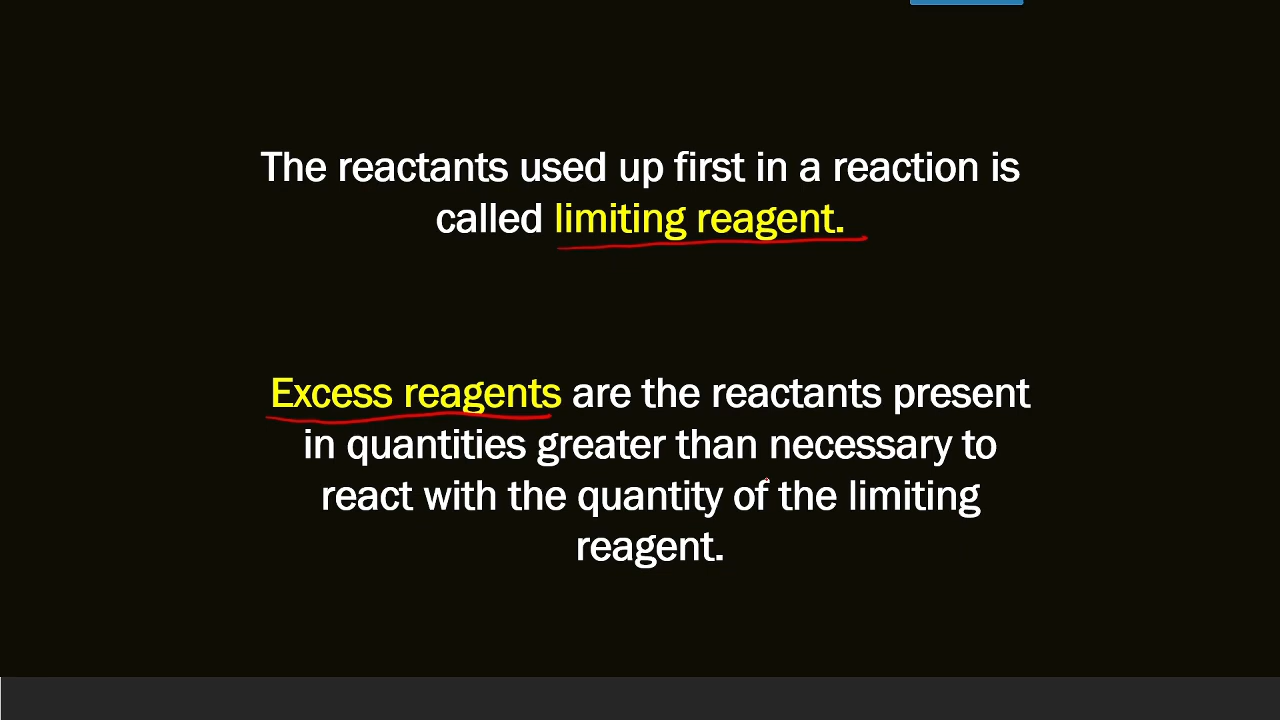 The reactants used up first in a reaction is
called limiting reagent.
Excess reagents are the reactants present
in quantities greater than necessary to
react with the quantity of the limiting
reagent.